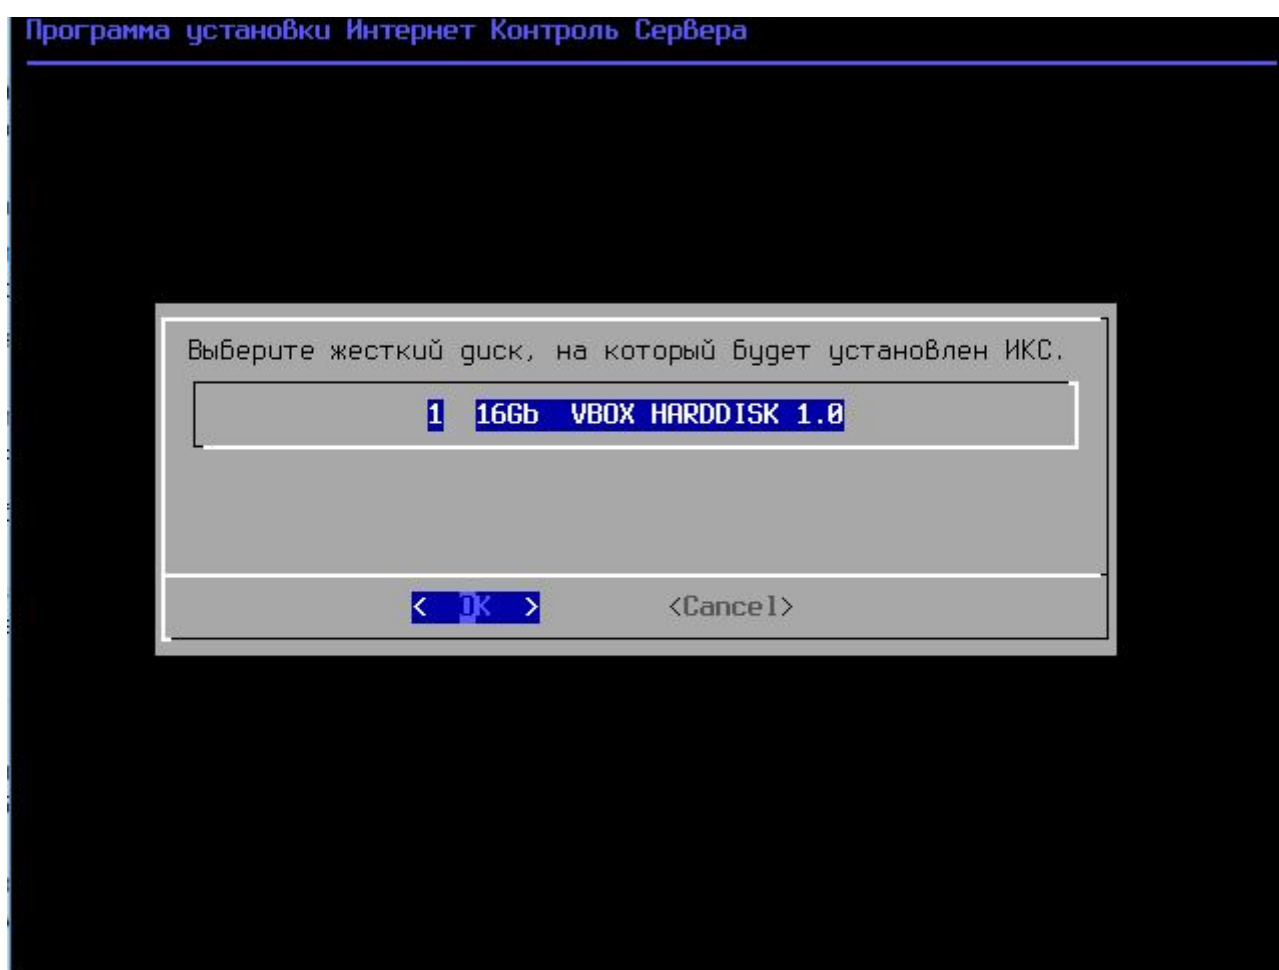 Программа установки Интернет Контроль Сервера
Выберите жесткий диск, на который будет установлен ИКС.
1 16Gb VBOX HARDDISK 1.0
< OK > <Cancel>